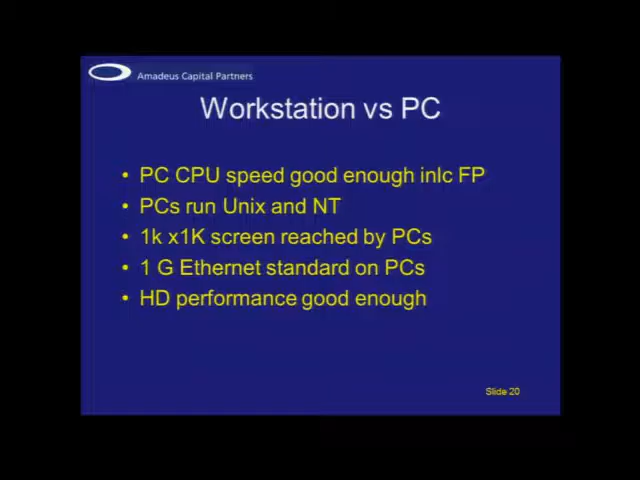 Amadeus Capital Partners
Workstation vs PC
• PC CPU speed good enough inlc FP
• PCs run Unix and NT
• 1k x1K screen reached by PCs
• 1 G Ethernet standard on PCs
• HD performance good enough
Slide 20